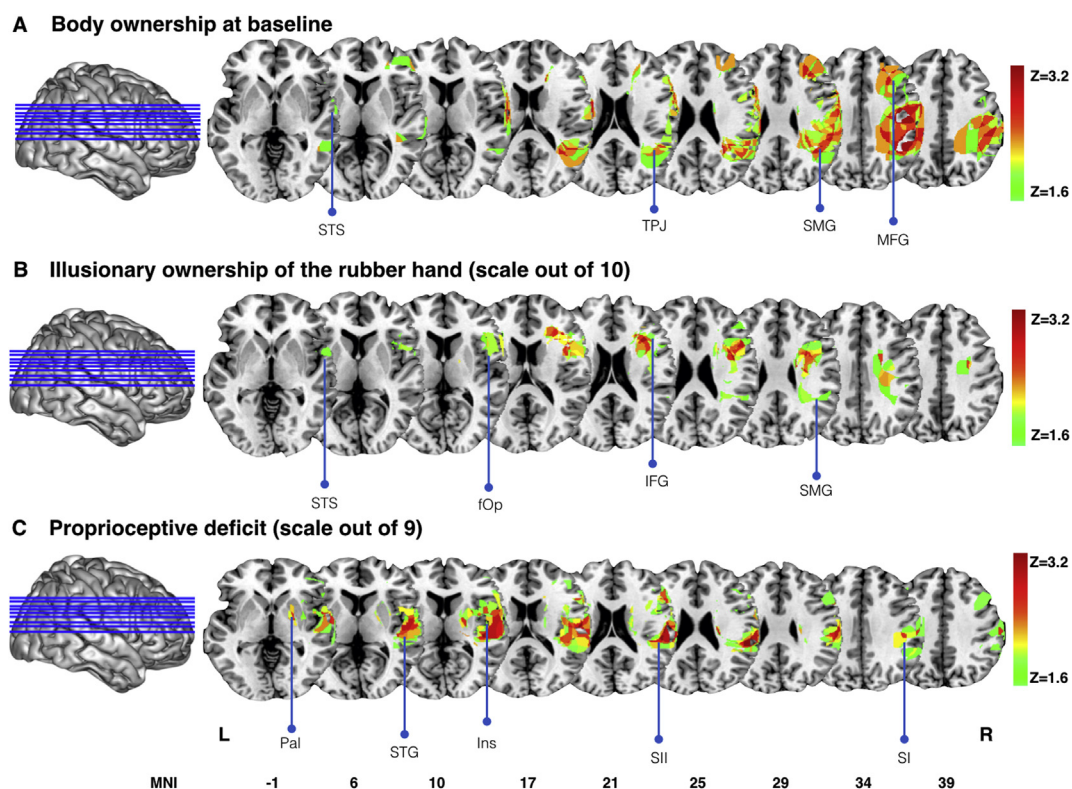 A Body ownership at baseline
Z=3.2
Z=1.6
STS
TPJ
SMG
MFG
B Illusionary ownership of the rubber hand (scale out of 10)
Z=3.2
Z=1.6
STS
fOp
IFG
SMG
C Proprioceptive deficit (scale out of 9)
Z=3.2
Z=1.6
L
R
Pal
STG
Ins
SII
SI
MNI -1 6 10 17 21 25 29 34 39